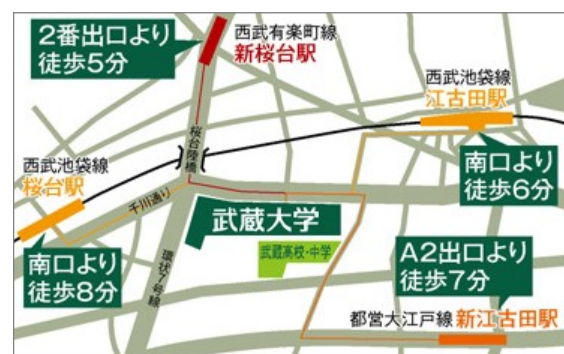 2番出口より
徒歩5分
西武有楽町線
新桜台駅
西武池袋線
江古田駅
桜台陸橋
南口より
徒歩6分
西武池袋線
桜台駅
千川通り
武蔵大学
武蔵高校・中学
南口より
徒歩8分
環状7号線
A2出口より
徒歩7分
都営大江戸線 新江古田駅